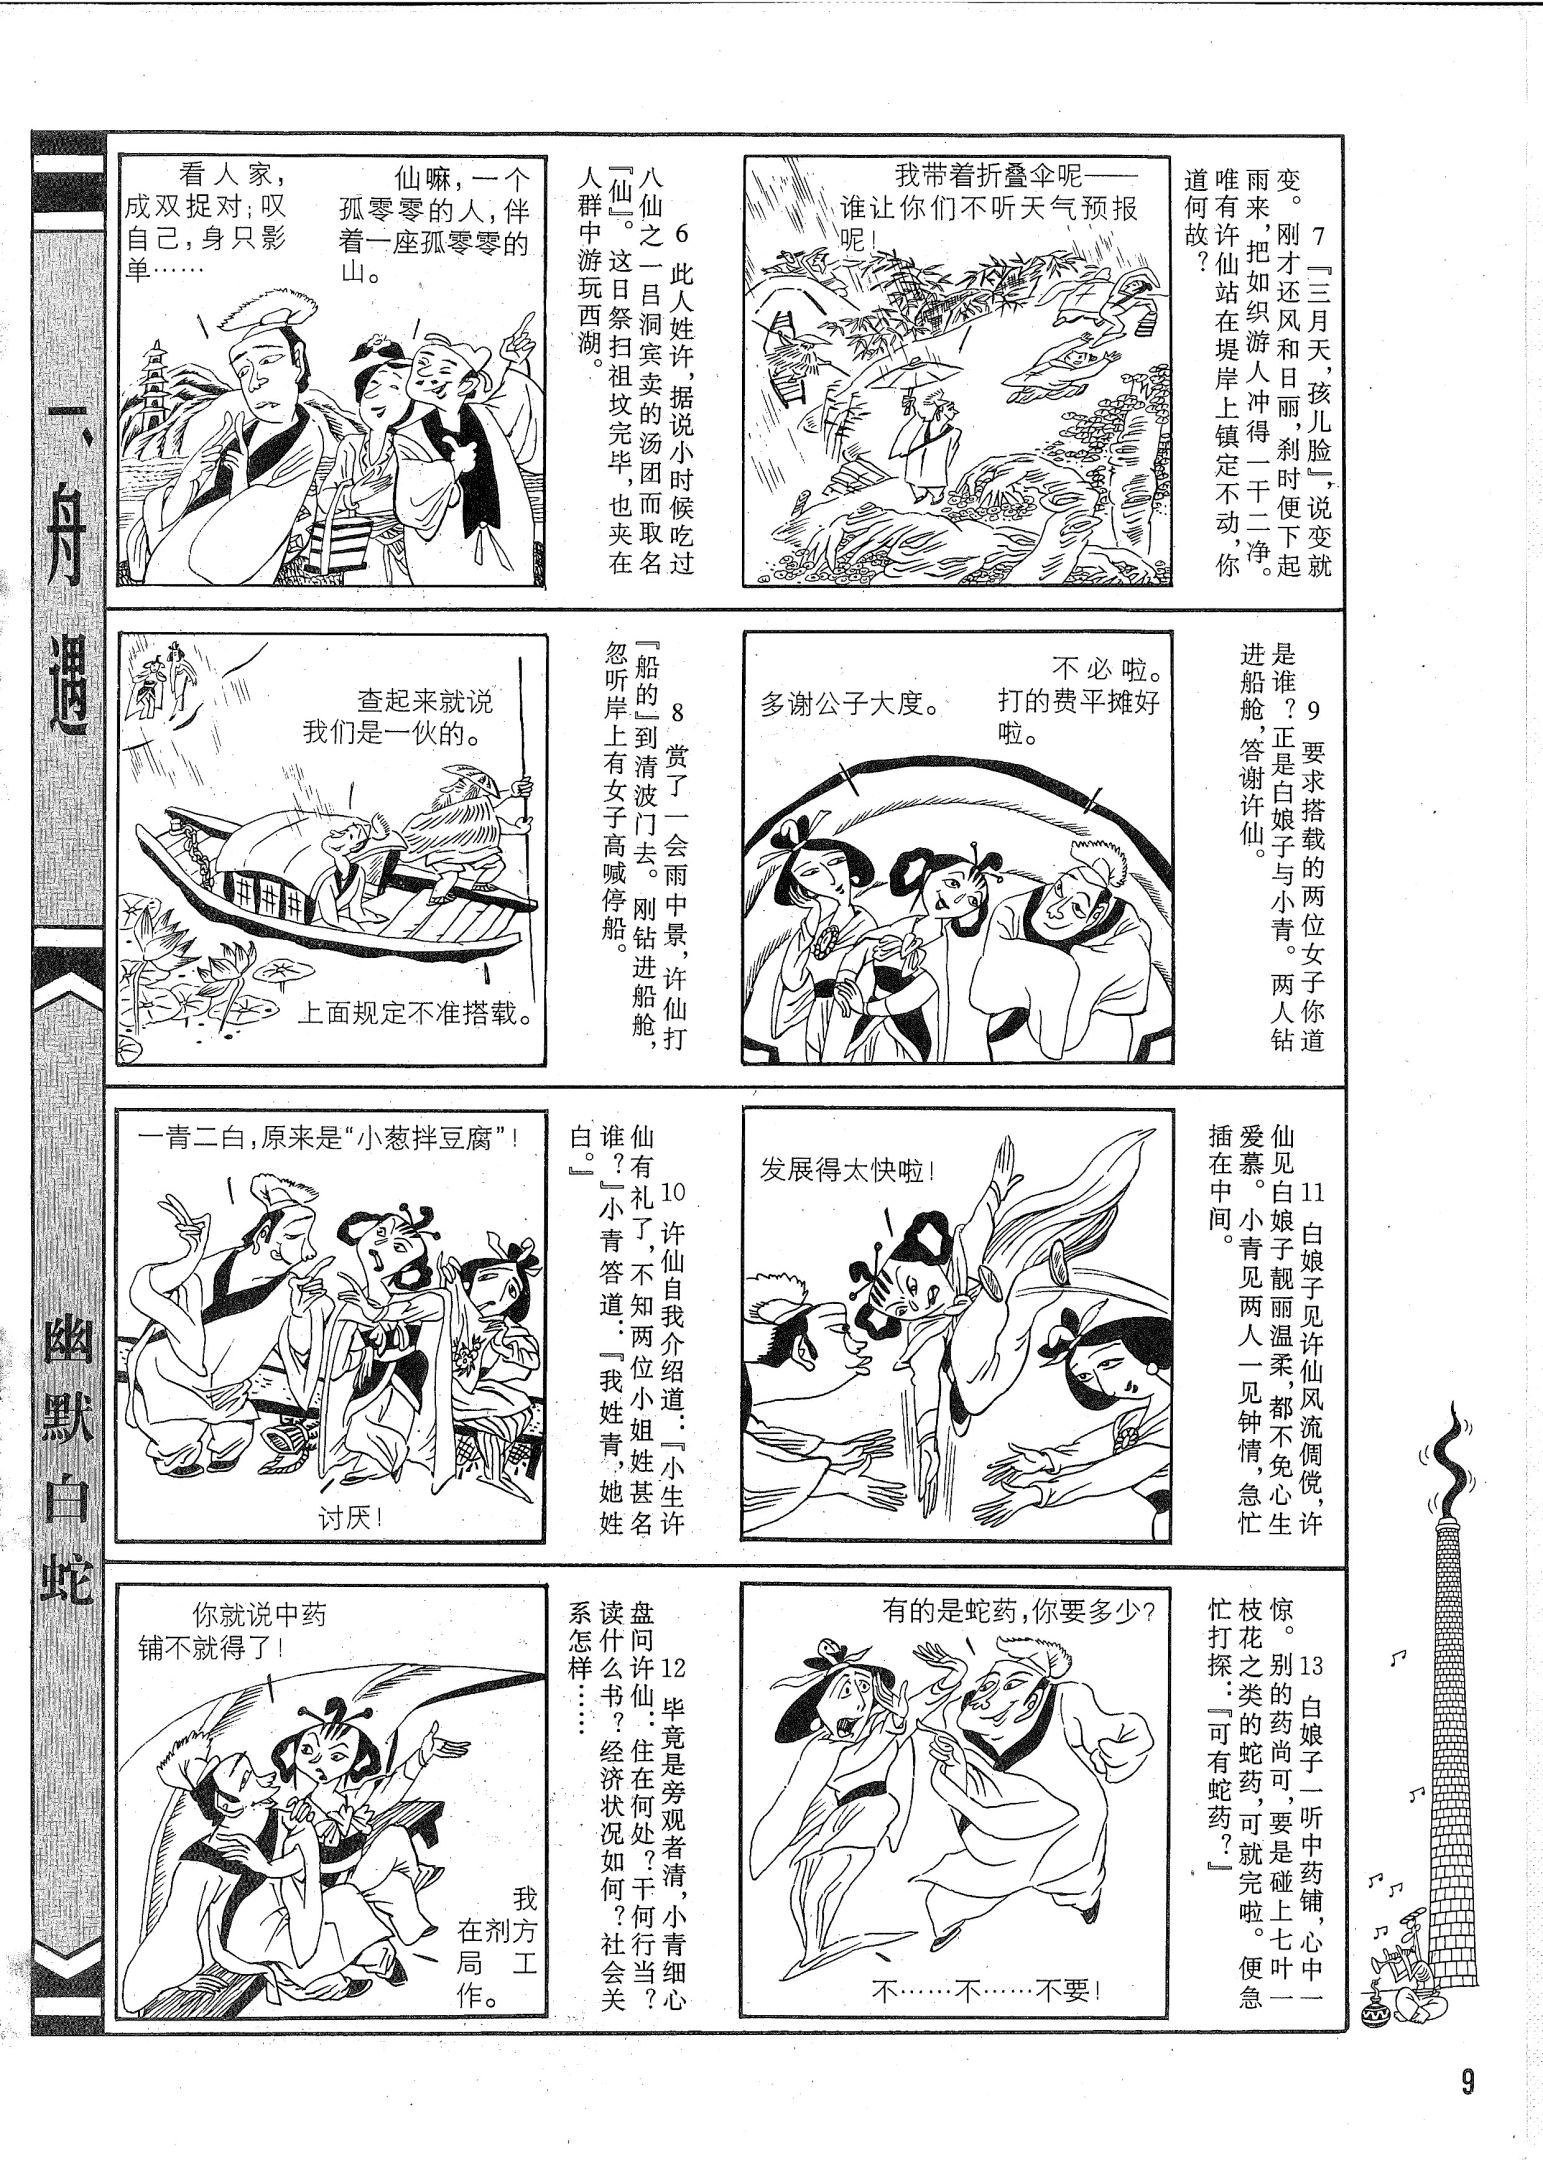 一、舟遇
幽默白蛇
看人家，
成双捉对；叹
自己，身只影
单……
仙嘛，一个
孤零零的人，伴
着一座孤零零的
山。
6 此人姓许，据说小时候吃过
八仙之一吕洞宾卖的汤团而取名
『仙』。这日祭扫祖坟完毕，也夹在
人群中游玩西湖。
我带着折叠伞呢——
谁让你们不听天气预报
呢！
7 『三月天，孩儿脸』，说变就
变。刚才还风和日丽，刹时便下起
雨来，把如织游人冲得一干二净。
唯有许仙站在堤岸上镇定不动，你
道何故？
查起来就说
我们是一伙的。
上面规定不准搭载。
8 赏了一会雨中景，许仙打
『船的』到清波门去。刚钻进船舱，
忽听岸上有女子高喊停船。
多谢公子大度。
不必啦。
打的费平摊好
啦。
9 要求搭载的两位女子你道
是谁？正是白娘子与小青。两人钻
进船舱，答谢许仙。
一青二白，原来是“小葱拌豆腐”！
讨厌！
10 许仙自我介绍道：『小生许
仙有礼了，不知两位小姐姓甚名
谁？』小青答道：『我姓青，她姓
白。』
发展得太快啦！
11 白娘子见许仙风流倜傥，许
仙见白娘子靓丽温柔，都不免心生
爱慕。小青见两人一见钟情，急忙
插在中间。
你就说中药
铺不就得了！
我
在剂方
局工
作。
12 毕竟是旁观者清，小青细心
盘问许仙：住在何处？干何行当？
读什么书？经济状况如何？社会关
系怎样……
有的是蛇药，你要多少？
不……不……不要！
13 白娘子一听中药铺，心中一
惊。别的药尚可，要是碰上七叶一
枝花之类的蛇药，可就完啦。便急
忙打探：『可有蛇药？』
9